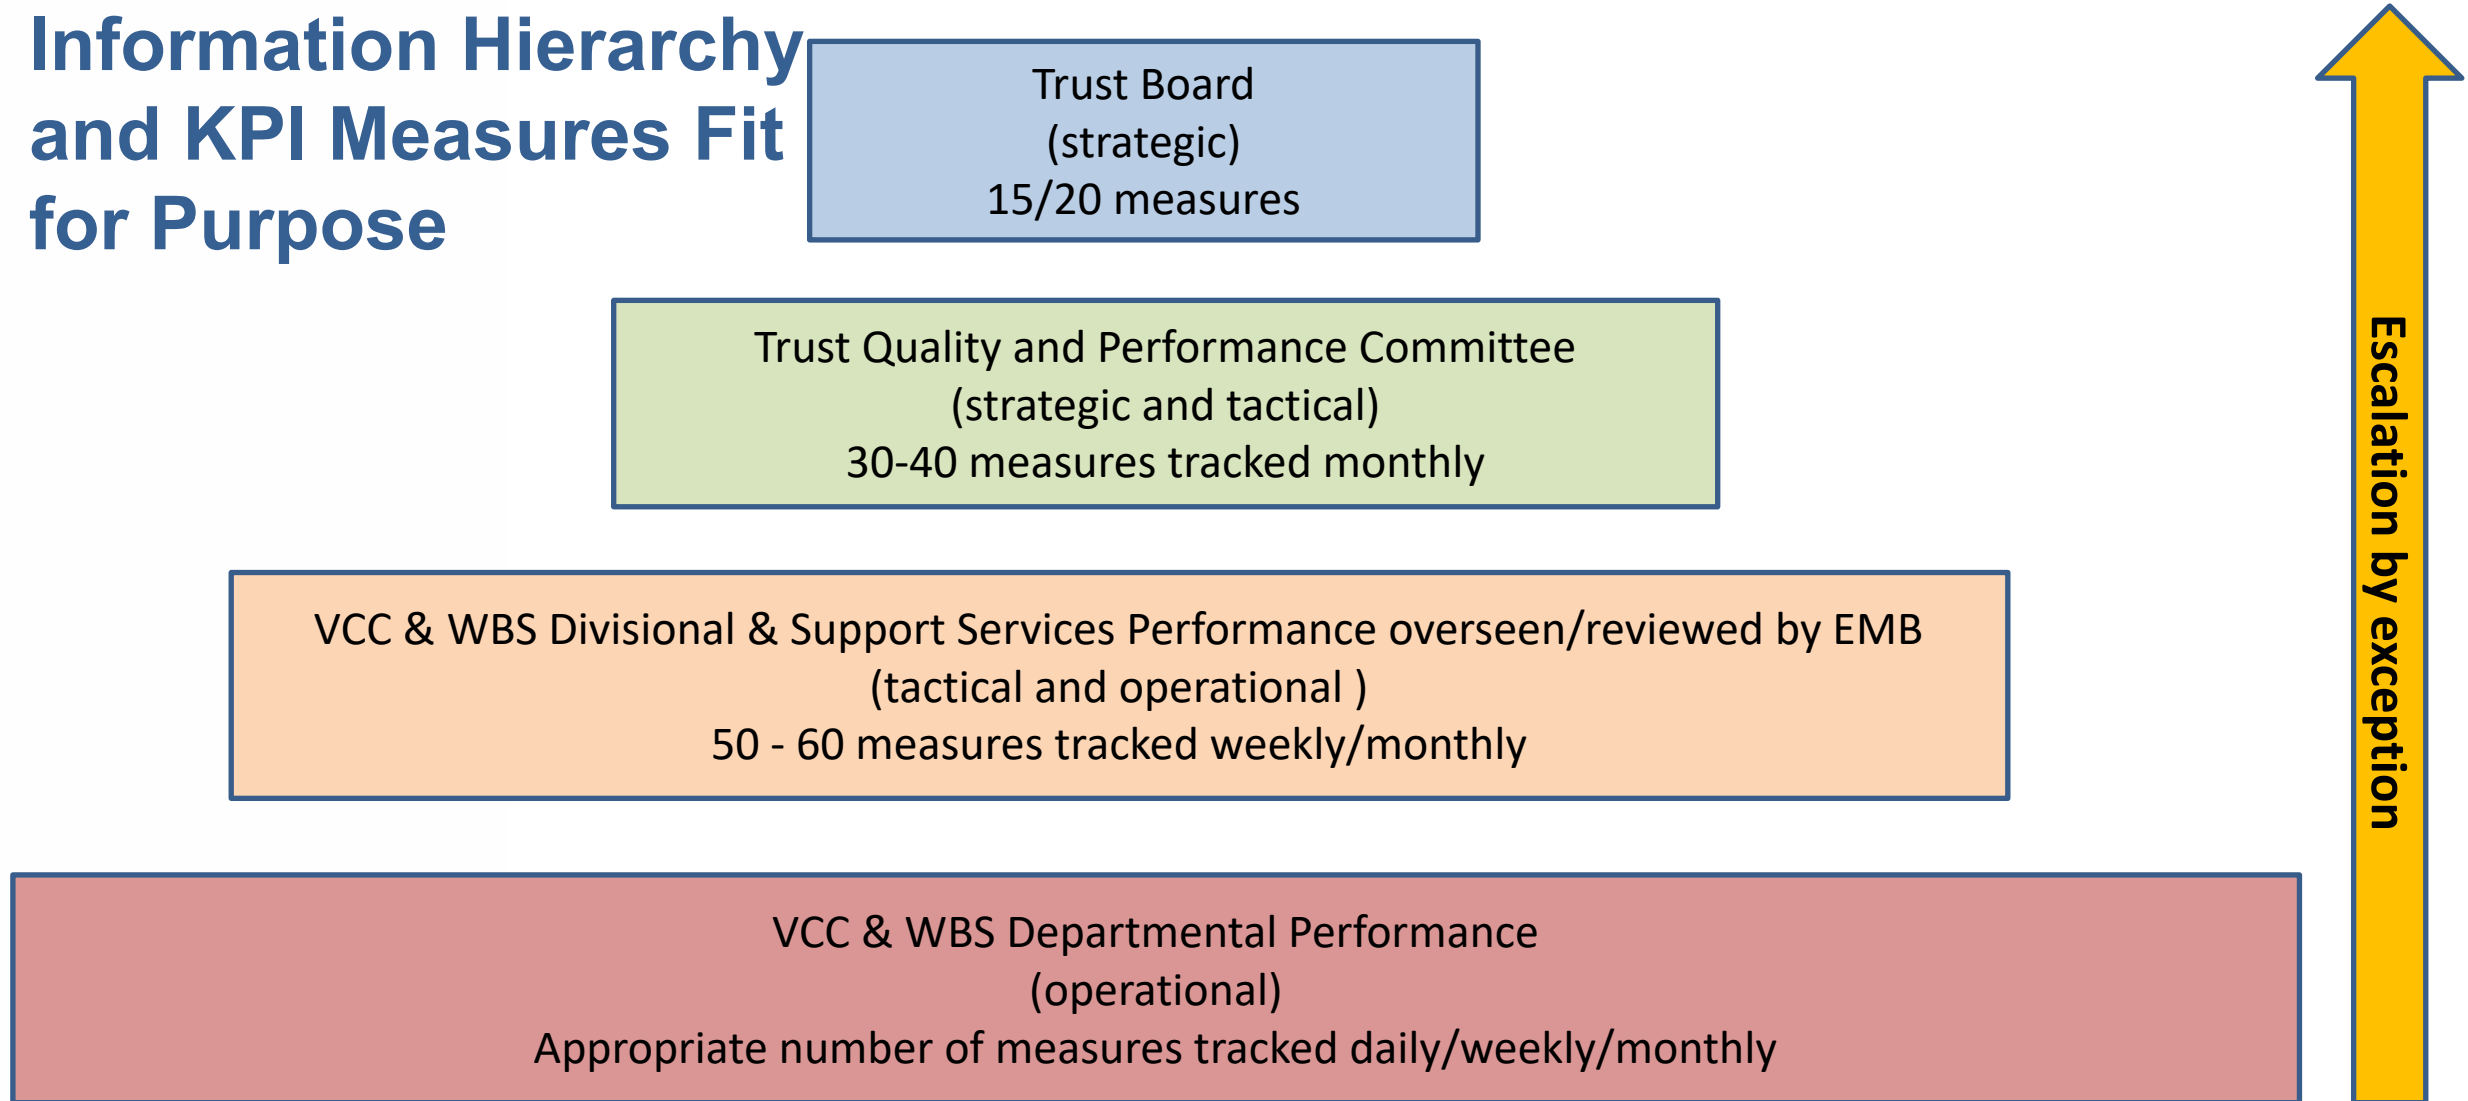 Information Hierarchy
and KPI Measures Fit
for Purpose
Trust Board
(strategic)
15/20 measures
Trust Quality and Performance Committee
(strategic and tactical)
30-40 measures tracked monthly
VCC & WBS Divisional & Support Services Performance overseen/reviewed by EMB
(tactical and operational )
50 - 60 measures tracked weekly/monthly
VCC & WBS Departmental Performance
(operational)
Appropriate number of measures tracked daily/weekly/monthly
Escalation by exception